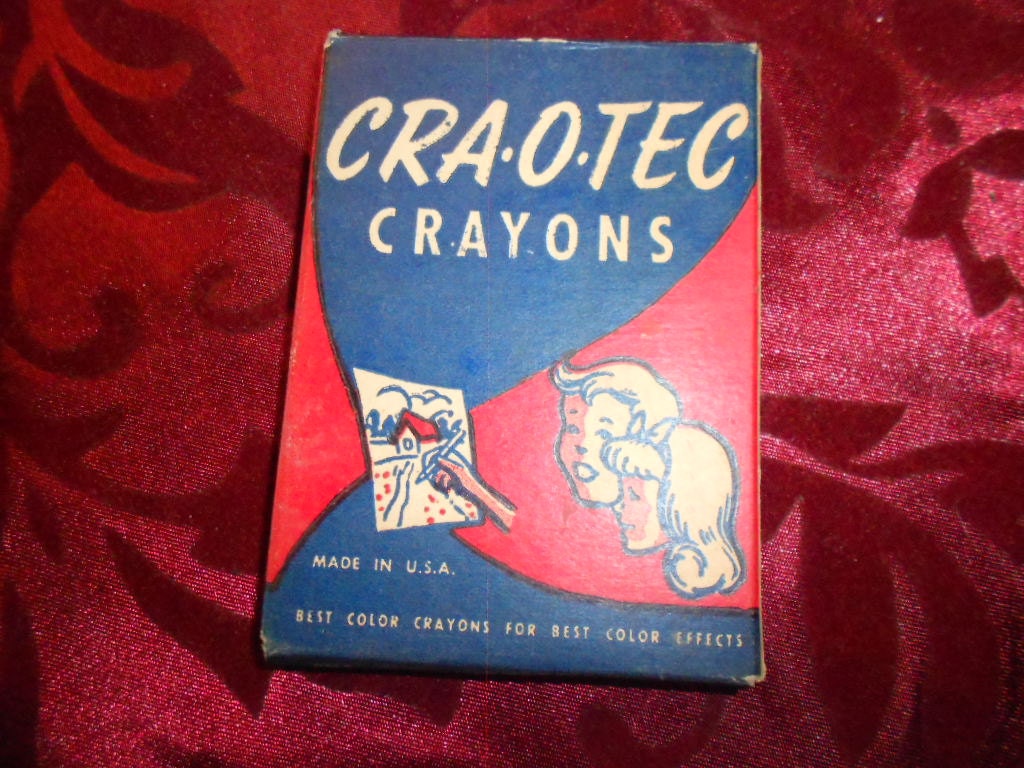 CRA·O·TEC
CRAYONS
MADE IN U.S.A.
BEST COLOR CRAYONS FOR BEST COLOR EFFECTS